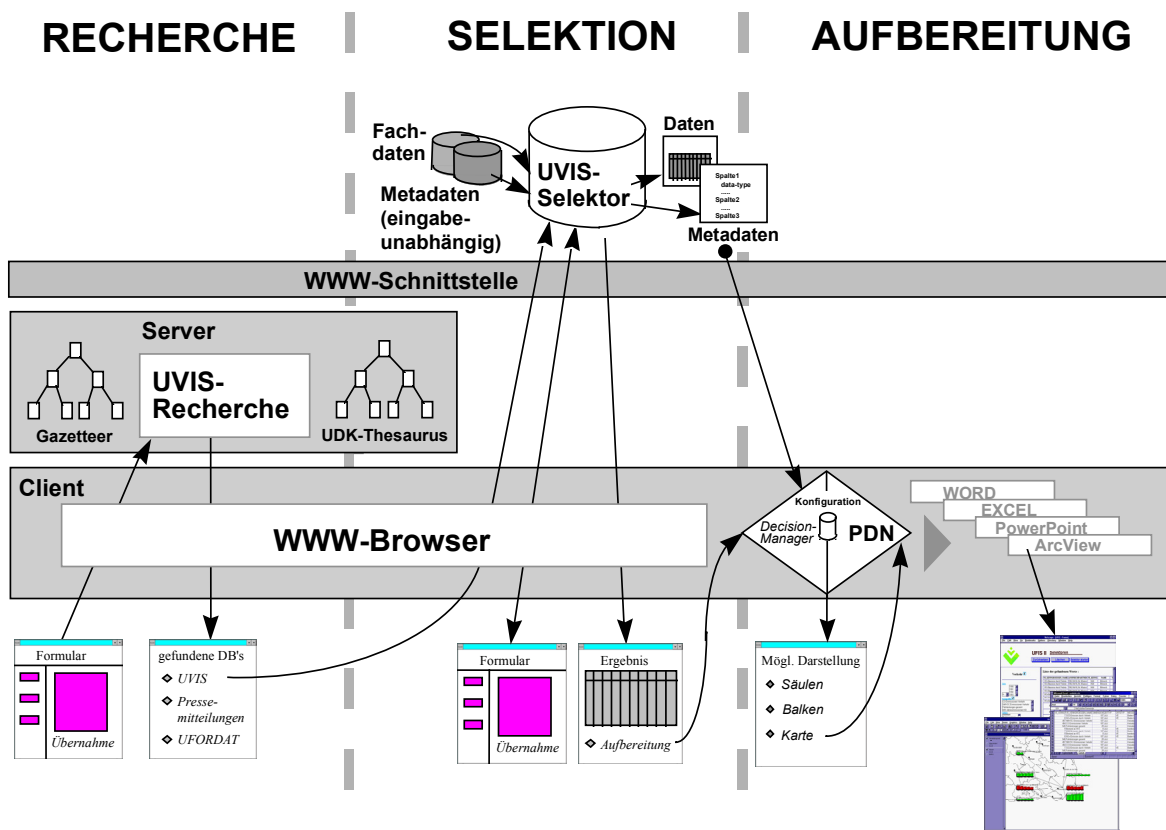 RECHERCHE
SELEKTION
AUFBEREITUNG
Fach-
daten
Metadaten
(eingabe-
unabhängig)
UVIS-
Selektor
Daten
Spalte1
data-type
.....
Spalte2
.....
Spalte3
Metadaten
WWW-Schnittstelle
Server
UVIS-
Recherche
Gazetteer
UDK-Thesaurus
Client
WWW-Browser
Konfiguration
Decision-
Manager
PDN
WORD
EXCEL
PowerPoint
ArcView
Formular
Übernahme
gefundene DB's
UVIS
Presse-
mitteilungen
UFORDAT
Formular
Übernahme
Ergebnis
Aufbereitung
Mögl. Darstellung
Säulen
Balken
Karte